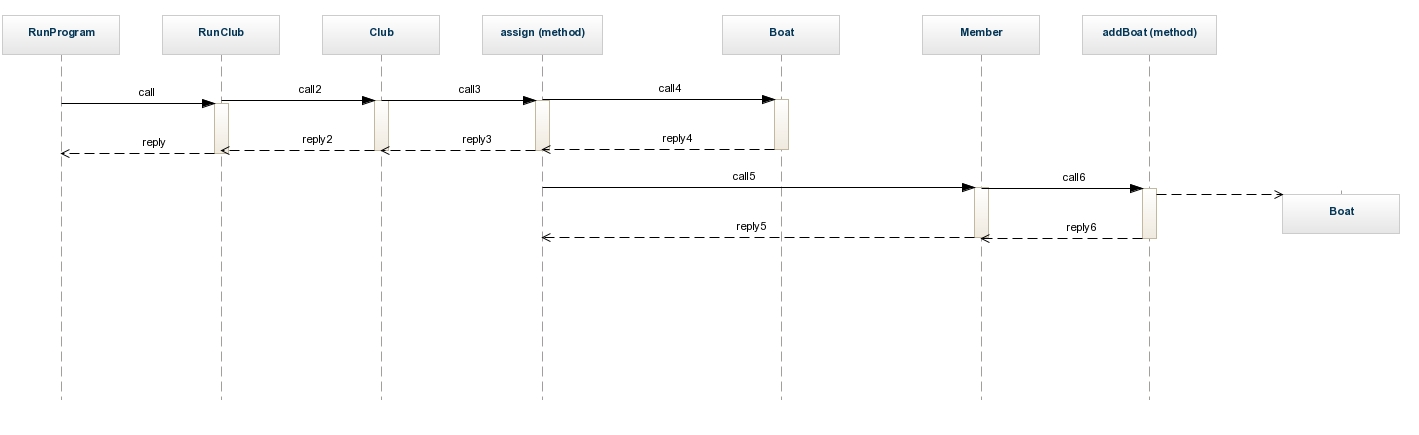 RunProgram
RunClub
Club
assign (method)
Boat
Member
addBoat (method)
call
call2
call3
call4
reply
reply2
reply3
reply4
call5
call6
Boat
reply5
reply6